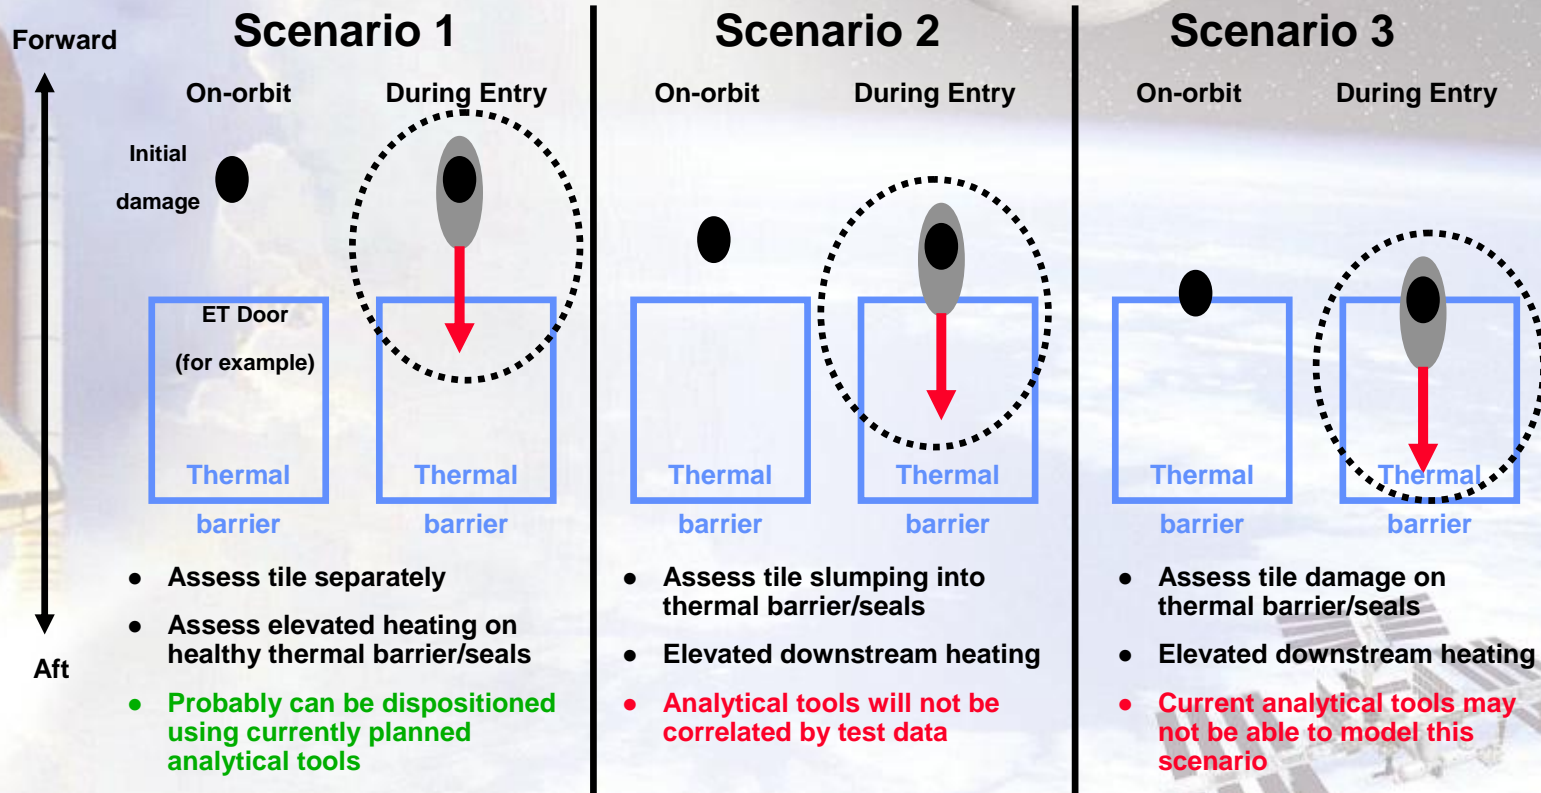 Forward
Aft
Scenario 1
On-orbit
During Entry
Initial
damage
ET Door
(for example)
Thermal
barrier
Thermal
barrier
● Assess tile separately
● Assess elevated heating on
healthy thermal barrier/seals
● Probably can be dispositioned
using currently planned
analytical tools
Scenario 2
On-orbit
During Entry
Thermal
barrier
Thermal
barrier
● Assess tile slumping into
thermal barrier/seals
● Elevated downstream heating
● Analytical tools will not be
correlated by test data
Scenario 3
On-orbit
During Entry
Thermal
barrier
Thermal
barrier
● Assess tile damage on
thermal barrier/seals
● Elevated downstream heating
● Current analytical tools may
not be able to model this
scenario